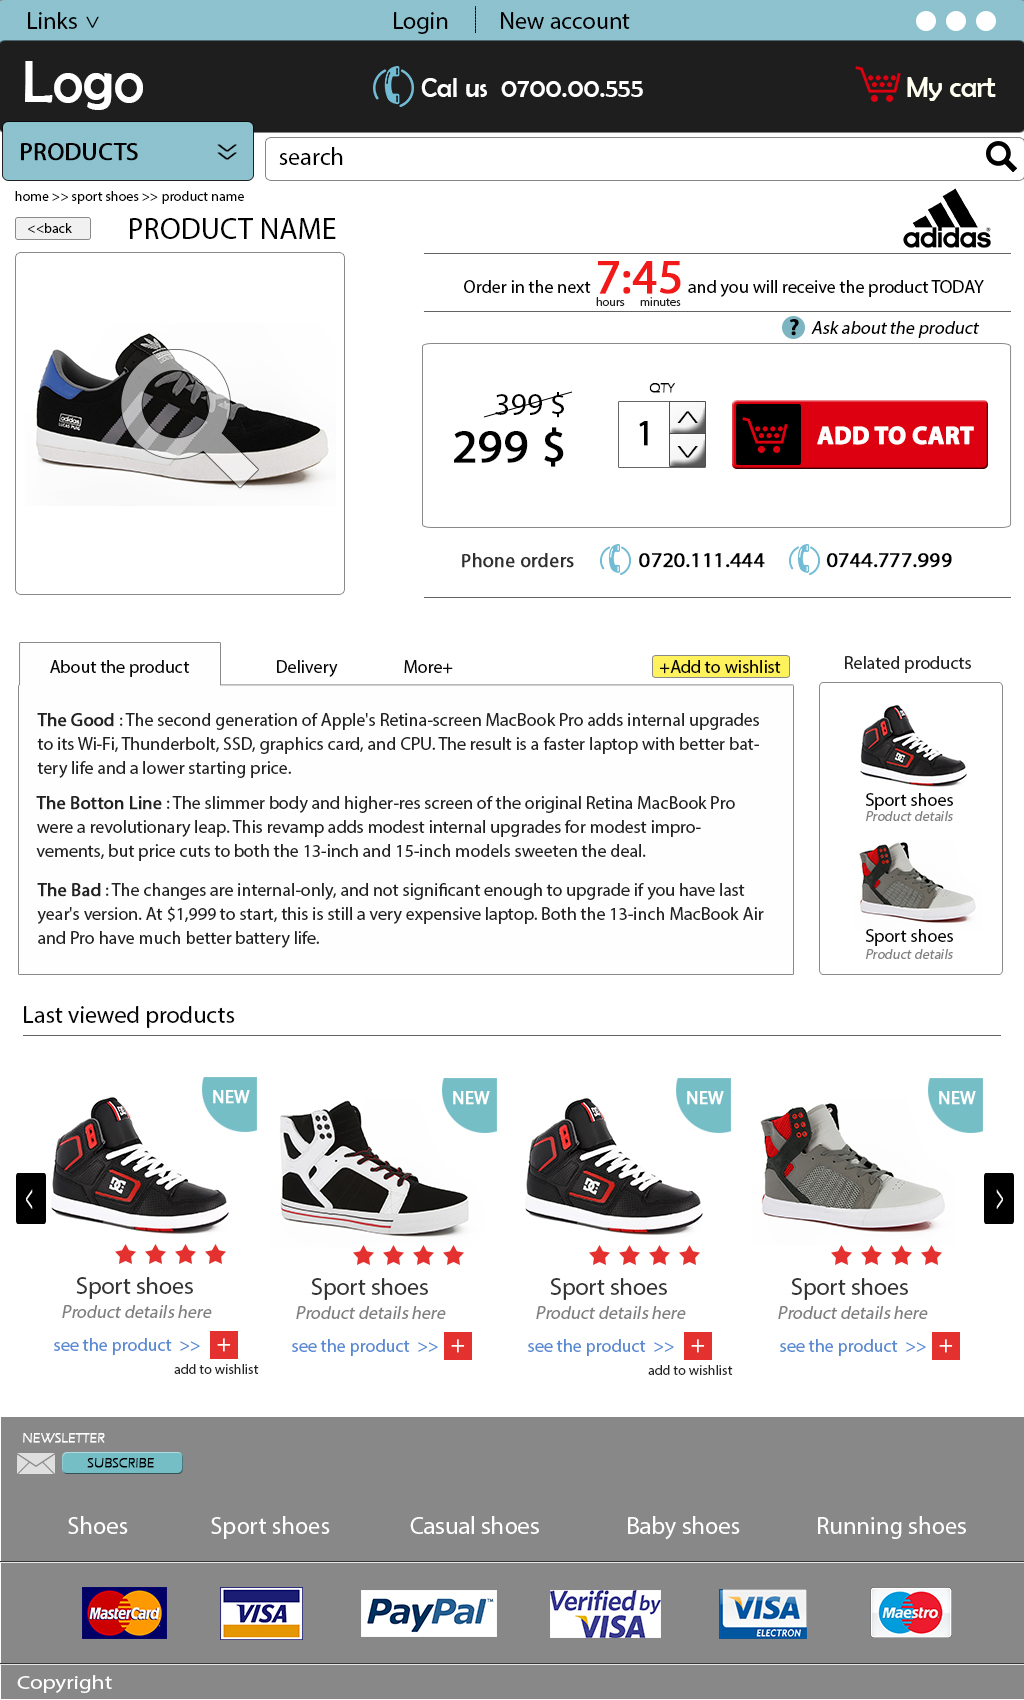 Links
Login
New account
Logo
Cal us 0700.00.555
My cart
PRODUCTS
search
home >> sport shoes >> product name
<<back
PRODUCT NAME
adidas
Order in the next 7:45 and you will receive the product TODAY
hours minutes
? Ask about the product
399 $
299 $
QTY
1
ADD TO CART
Phone orders 0720.111.444 0744.777.999
About the product
Delivery
More+
+Add to wishlist
Related products
The Good : The second generation of Apple's Retina-screen MacBook Pro adds internal upgrades
to its Wi-Fi, Thunderbolt, SSD, graphics card, and CPU. The result is a faster laptop with better bat-
tery life and a lower starting price.
The Botton Line : The slimmer body and higher-res screen of the original Retina MacBook Pro
were a revolutionary leap. This revamp adds modest internal upgrades for modest impro-
vements, but price cuts to both the 13-inch and 15-inch models sweeten the deal.
The Bad : The changes are internal-only, and not significant enough to upgrade if you have last
year's version. At $1,999 to start, this is still a very expensive laptop. Both the 13-inch MacBook Air
and Pro have much better battery life.
Sport shoes
Product details
Sport shoes
Product details
Last viewed products
NEW
NEW
NEW
NEW
Sport shoes
Product details here
see the product >> +
add to wishlist
Sport shoes
Product details here
see the product >> +
Sport shoes
Product details here
see the product >> +
add to wishlist
Sport shoes
Product details here
see the product >> +
NEWSLETTER
SUBSCRIBE
Shoes
Sport shoes
Casual shoes
Baby shoes
Running shoes
MasterCard
VISA
PayPal™
Verified by
VISA
VISA
ELECTRON
Maestro
Copyright